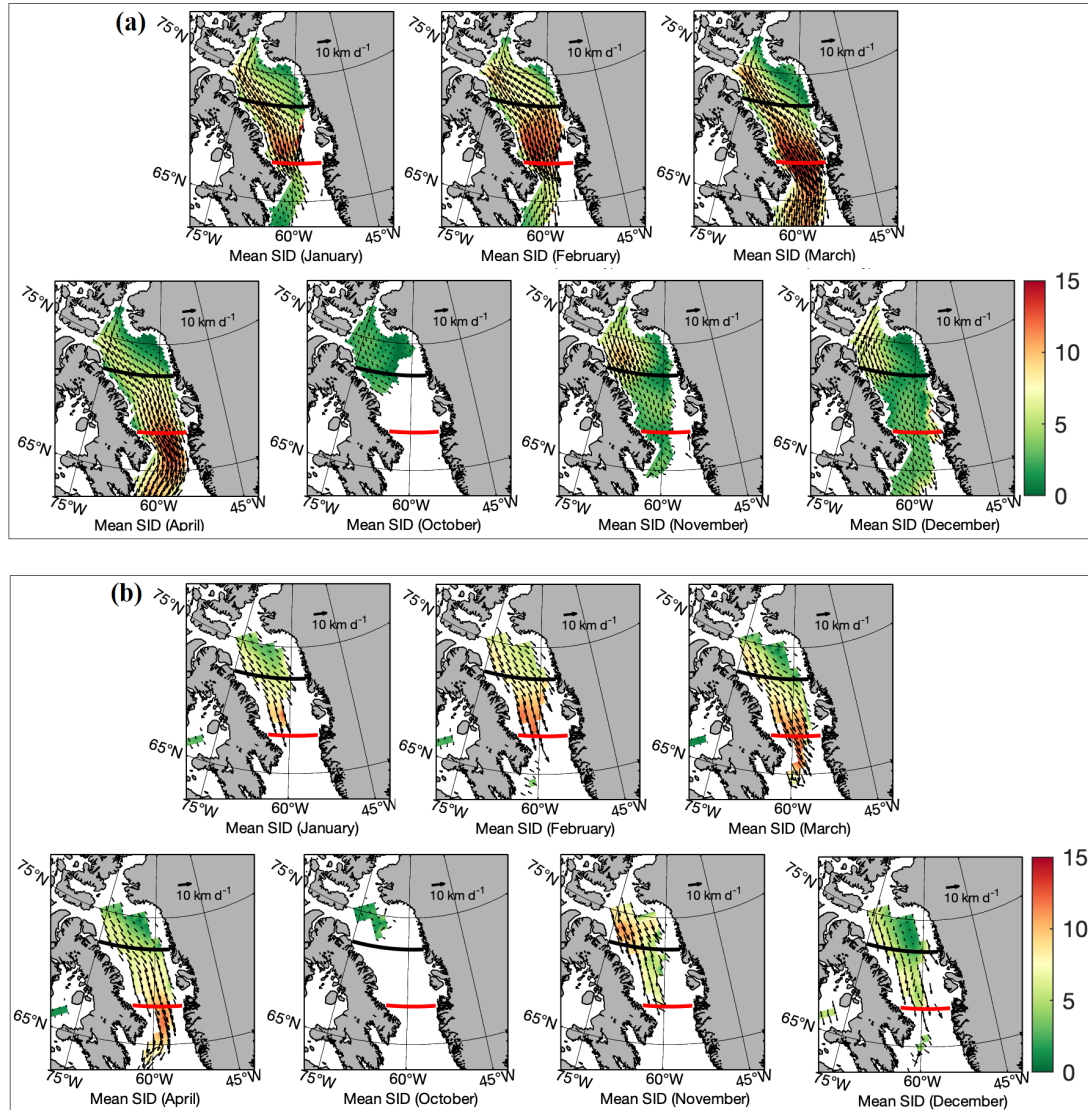 (a)
75°N
65°N
75°W
60°W
45°N
10 km d⁻¹
Mean SID (January)
65°N
75°W
60°W
45°N
10 km d⁻¹
Mean SID (February)
75°N
65°N
75°W
60°W
45°N
10 km d⁻¹
Mean SID (March)
75°N
65°N
75°W
60°W
45°N
10 km d⁻¹
Mean SID (April)
75°N
65°N
75°W
60°W
45°N
10 km d⁻¹
Mean SID (October)
75°N
65°N
75°W
60°W
45°N
10 km d⁻¹
Mean SID (November)
75°N
65°N
75°W
60°W
45°N
10 km d⁻¹
Mean SID (December)
15
10
5
0
(b)
75°N
65°N
75°W
60°W
45°N
10 km d⁻¹
Mean SID (January)
75°N
65°N
75°W
60°W
45°N
10 km d⁻¹
Mean SID (February)
75°N
65°N
75°W
60°W
45°N
10 km d⁻¹
Mean SID (March)
75°N
65°N
75°W
60°W
45°N
10 km d⁻¹
Mean SID (April)
75°N
65°N
75°W
60°W
45°N
10 km d⁻¹
Mean SID (October)
75°N
65°N
75°W
60°W
45°N
10 km d⁻¹
Mean SID (November)
75°N
65°N
75°W
60°W
45°N
10 km d⁻¹
Mean SID (December)
15
10
5
0